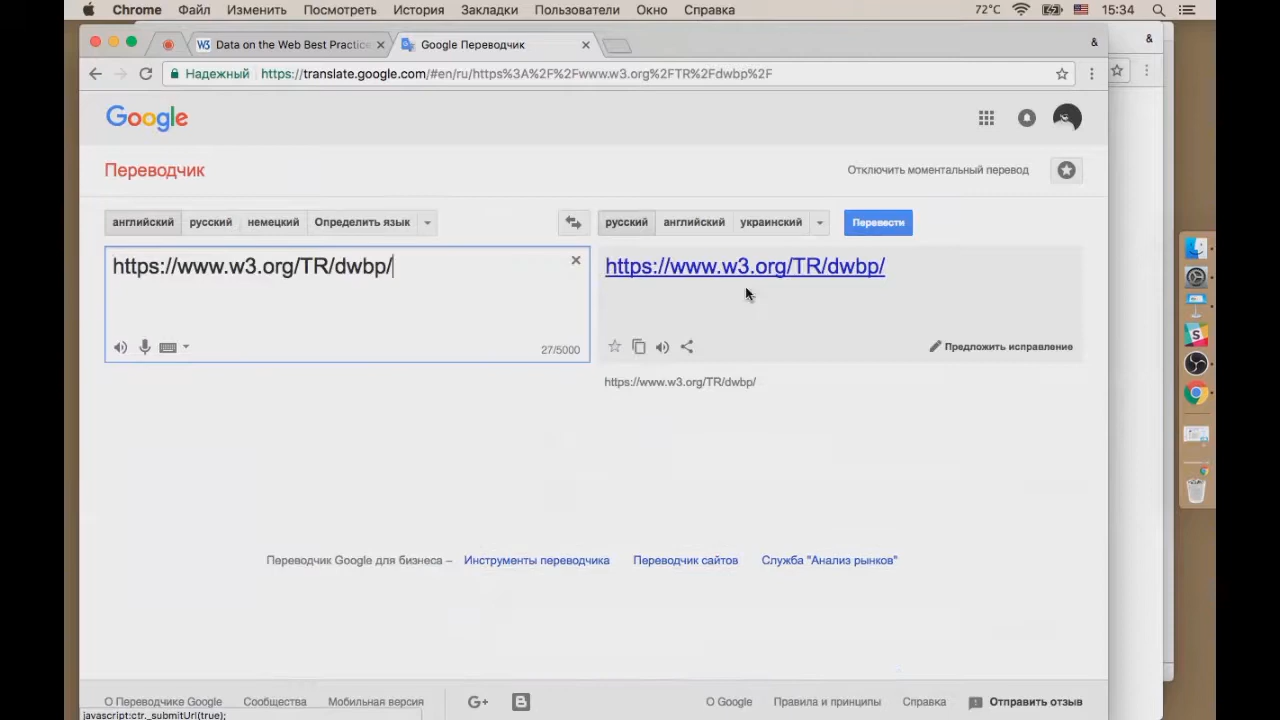 Chrome Файл Изменить Посмотреть История Закладки Пользователи Окно Справка 72°C 15:34
W3 Data on the Web Best Practice Google Переводчик
Надежный https://translate.google.com/#en/ru/https%3A%2F%2Fwww.w3.org%2FTR%2Fdwbp%2F
Google
Переводчик Отключить моментальный перевод
английский русский немецкий Определить язык русский английский украинский Перевести
https://www.w3.org/TR/dwbp/ https://www.w3.org/TR/dwbp/
27/5000 Предложить исправление
https://www.w3.org/TR/dwbp/
Переводчик Google для бизнеса – Инструменты переводчика Переводчик сайтов Служба "Анализ рынков"
О Переводчике Google Сообщества Мобильная версия G+ О Google Правила и принципы Справка Отправить отзыв
javascript:ctr._submitUrl(true);